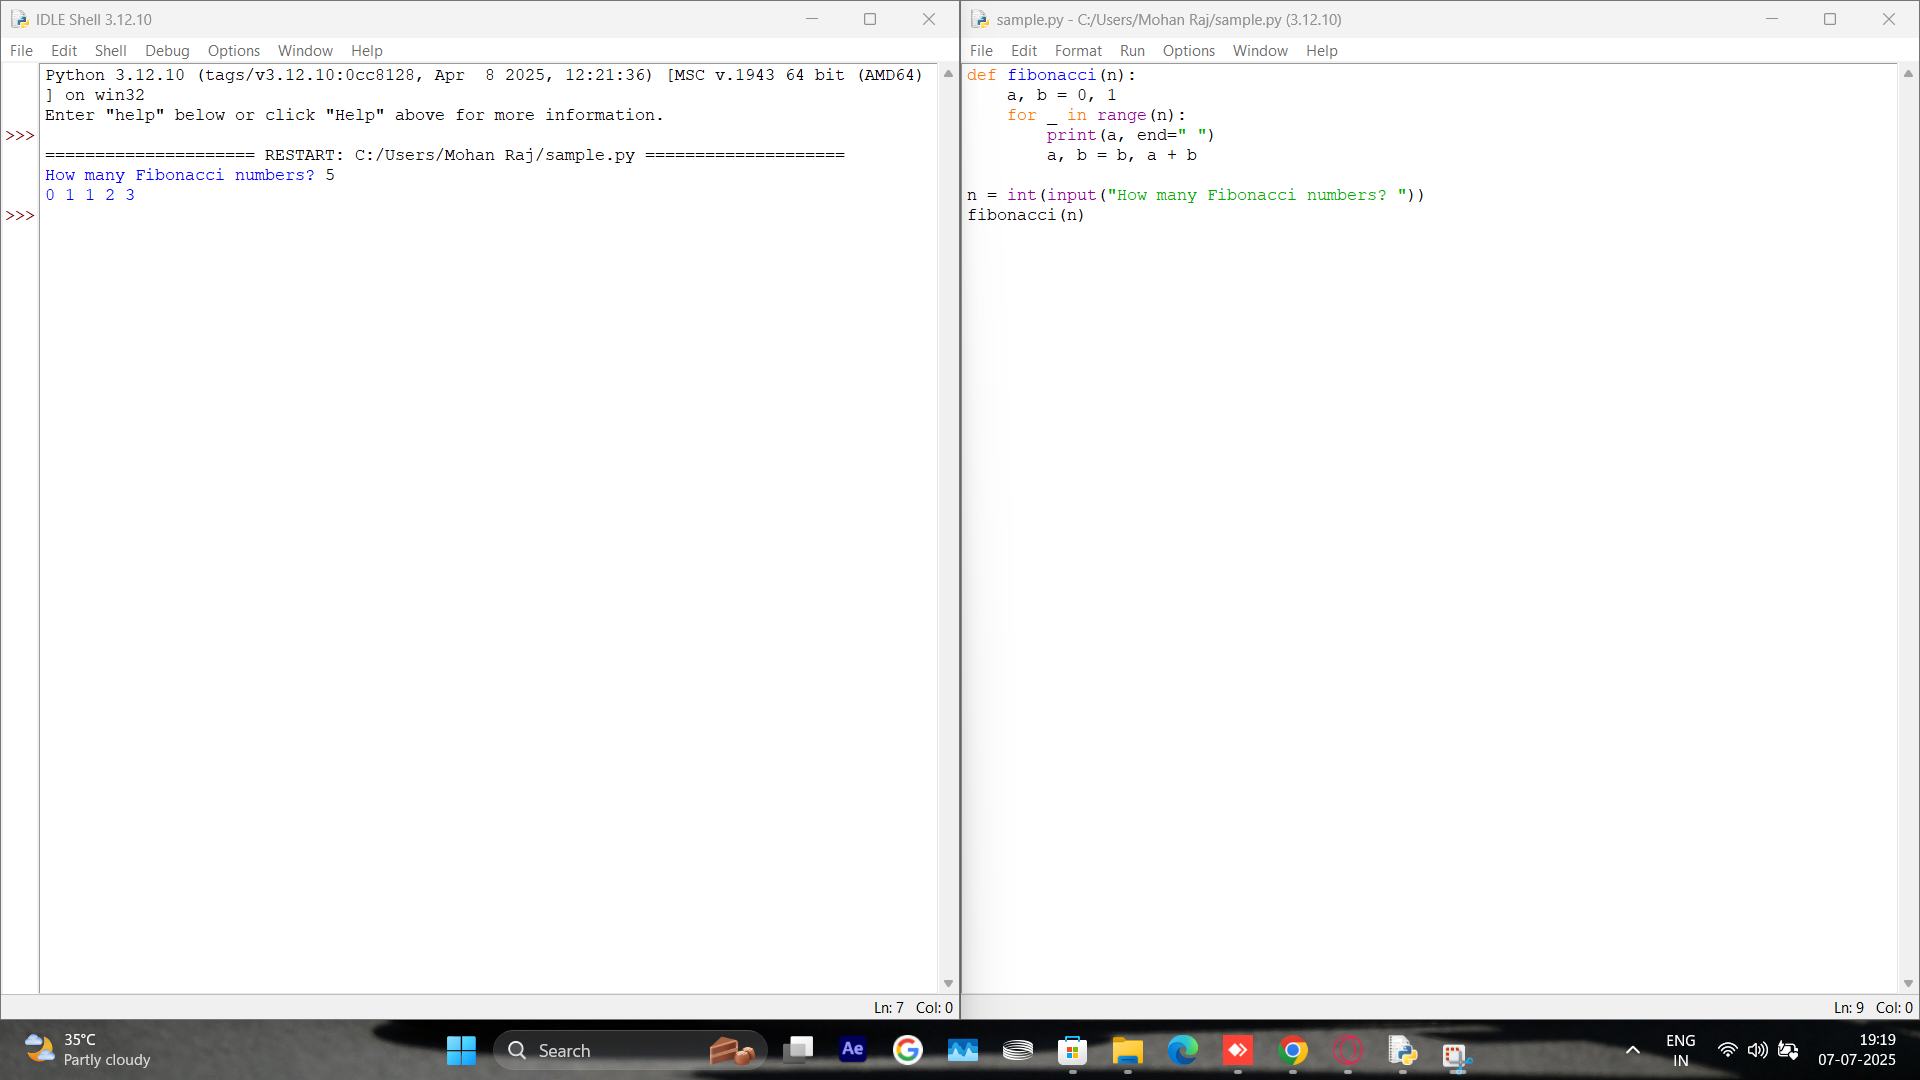 IDLE Shell 3.12.10
File Edit Shell Debug Options Window Help
Python 3.12.10 (tags/v3.12.10:0cc8128, Apr  8 2025, 12:21:36) [MSC v.1943 64 bit (AMD64)
] on win32
Enter "help" below or click "Help" above for more information.
>>>
===================== RESTART: C:/Users/Mohan Raj/sample.py ====================
How many Fibonacci numbers? 5
0 1 1 2 3
>>>
Ln: 7 Col: 0
sample.py - C:/Users/Mohan Raj/sample.py (3.12.10)
File Edit Format Run Options Window Help
def fibonacci(n):
    a, b = 0, 1
    for _ in range(n):
        print(a, end=" ")
        a, b = b, a + b

n = int(input("How many Fibonacci numbers? "))
fibonacci(n)
Ln: 9 Col: 0
35°C
Partly cloudy
Search
Ae
ENG
IN
19:19
07-07-2025